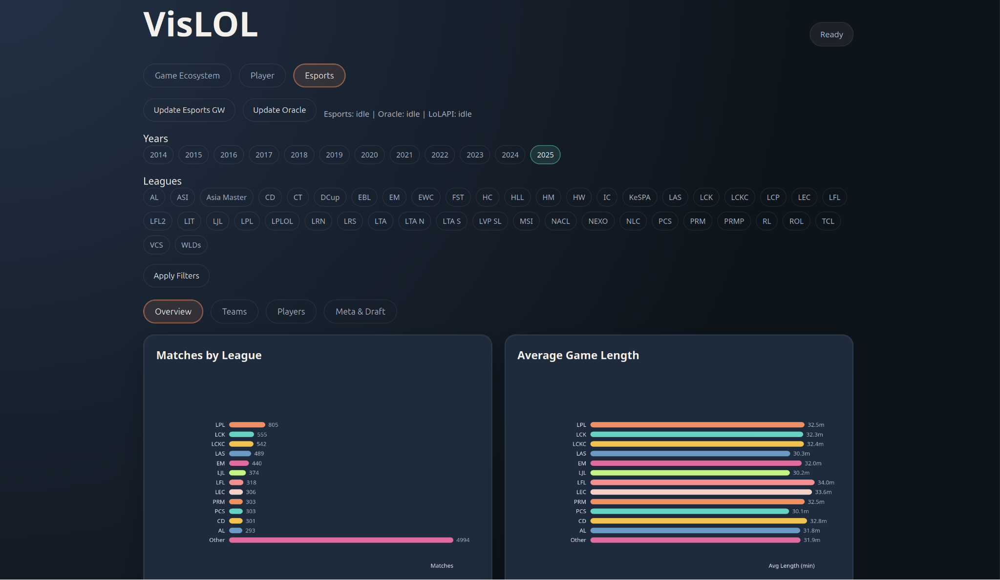 VisLOL
Ready
Game Ecosystem Player Esports
Update Esports GW Update Oracle Esports: idle | Oracle: idle | LoLAPI: idle
Years
2014 2015 2016 2017 2018 2019 2020 2021 2022 2023 2024 2025
Leagues
AL ASI Asia Master CD CT DCup EBL EM EWC FST HC HLL HM HW IC KeSPA LAS LCK LCKC LCP LEC LFL
LFL2 LIT LJL LPL LPLOL LRN LRS LTA LTA N LTA S LVP SL MSI NACL NEXO NLC PCS PRM PRMP RL ROL TCL
VCS WLDs
Apply Filters
Overview Teams Players Meta & Draft
Matches by League
LPL 805
LCK 555
LCKC 542
LAS 489
EM 440
LJL 374
LFL 318
LEC 306
PRM 303
PCS 303
CD 301
AL 293
Other 4994
Matches
Average Game Length
LPL 32.5m
LCK 32.3m
LCKC 32.4m
LAS 30.3m
EM 32.0m
LJL 30.2m
LFL 34.0m
LEC 33.6m
PRM 32.5m
PCS 30.1m
CD 32.8m
AL 31.8m
Other 31.9m
Avg Length (min)